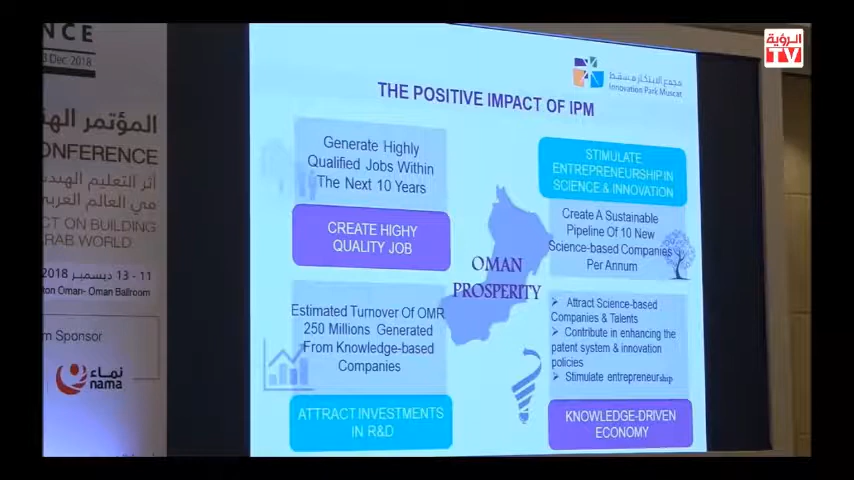 NCE
3 Dec 2018
المؤتمر
ONFERENCE
أثر التعليم
في العالم
CT ON BUILDING
RAB WORLD
11 - 13 ديسمبر 2018
ton Oman- Oman Ballroom
m Sponsor
نماء
nama
الرؤية
TV
مجمع الابتكار مسقط
Innovation Park Muscat
THE POSITIVE IMPACT OF IPM
Generate Highly
Qualified Jobs Within
The Next 10 Years
CREATE HIGHY
QUALITY JOB
STIMULATE
ENTREPRENEURSHIP IN
SCIENCE & INNOVATION
Create A Sustainable
Pipeline Of 10 New
Science-based Companies
Per Annum
OMAN
PROSPERITY
Estimated Turnover Of OMR
250 Millions Generated
From Knowledge-based
Companies
ATTRACT INVESTMENTS
IN R&D
➢ Attract Science-based
Companies & Talents
➢ Contribute in enhancing the
patent system & innovation
policies
➢ Stimulate entrepreneurship
KNOWLEDGE-DRIVEN
ECONOMY